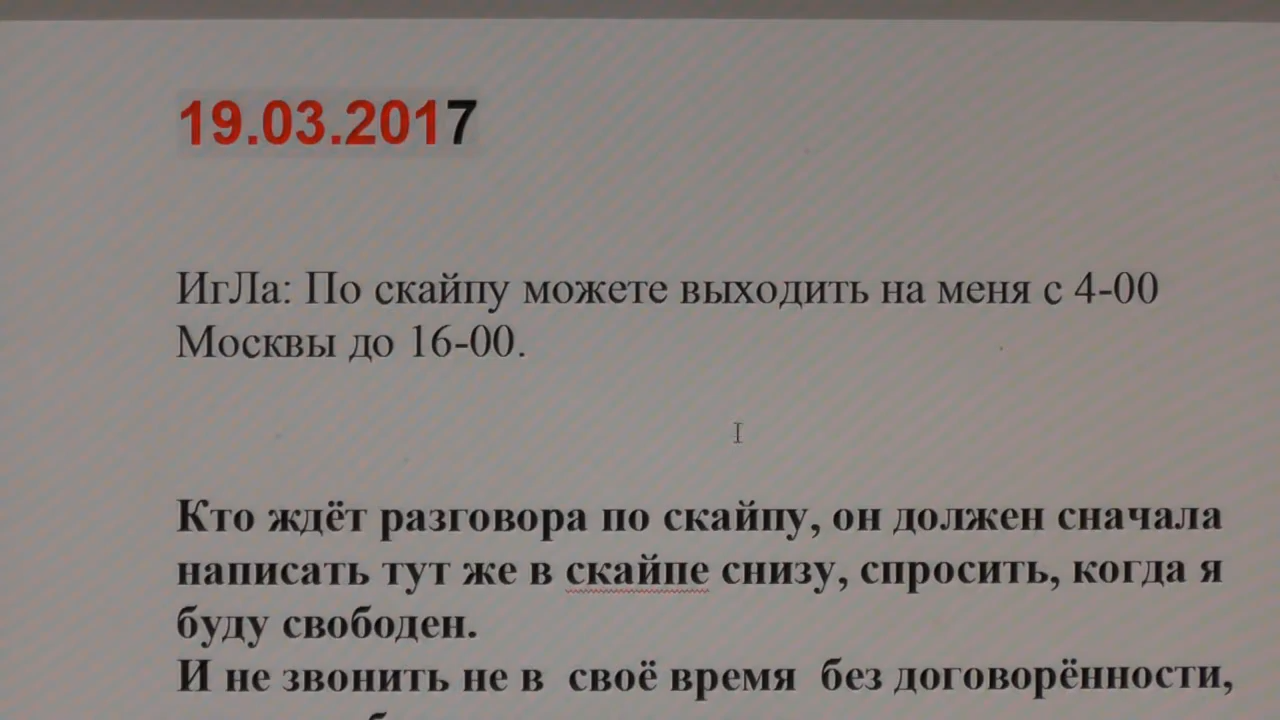 19.03.2017
ИгЛа: По скайпу можете выходить на меня с 4-00
Москвы до 16-00.
Кто ждёт разговора по скайпу, он должен сначала
написать тут же в скайпе снизу, спросить, когда я
буду свободен.
И не звонить не в  своё время  без договорённости,